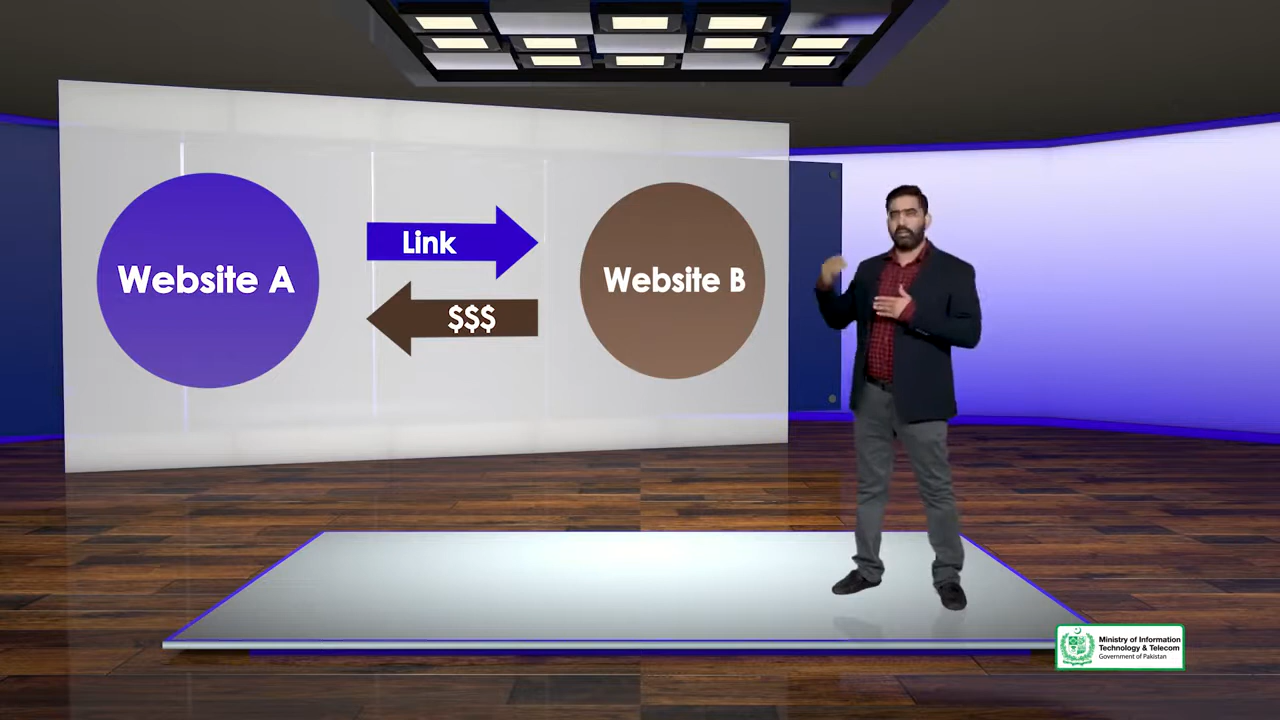 Website A
Link
$$$
Website B
Ministry of Information
Technology & Telecom
Government of Pakistan